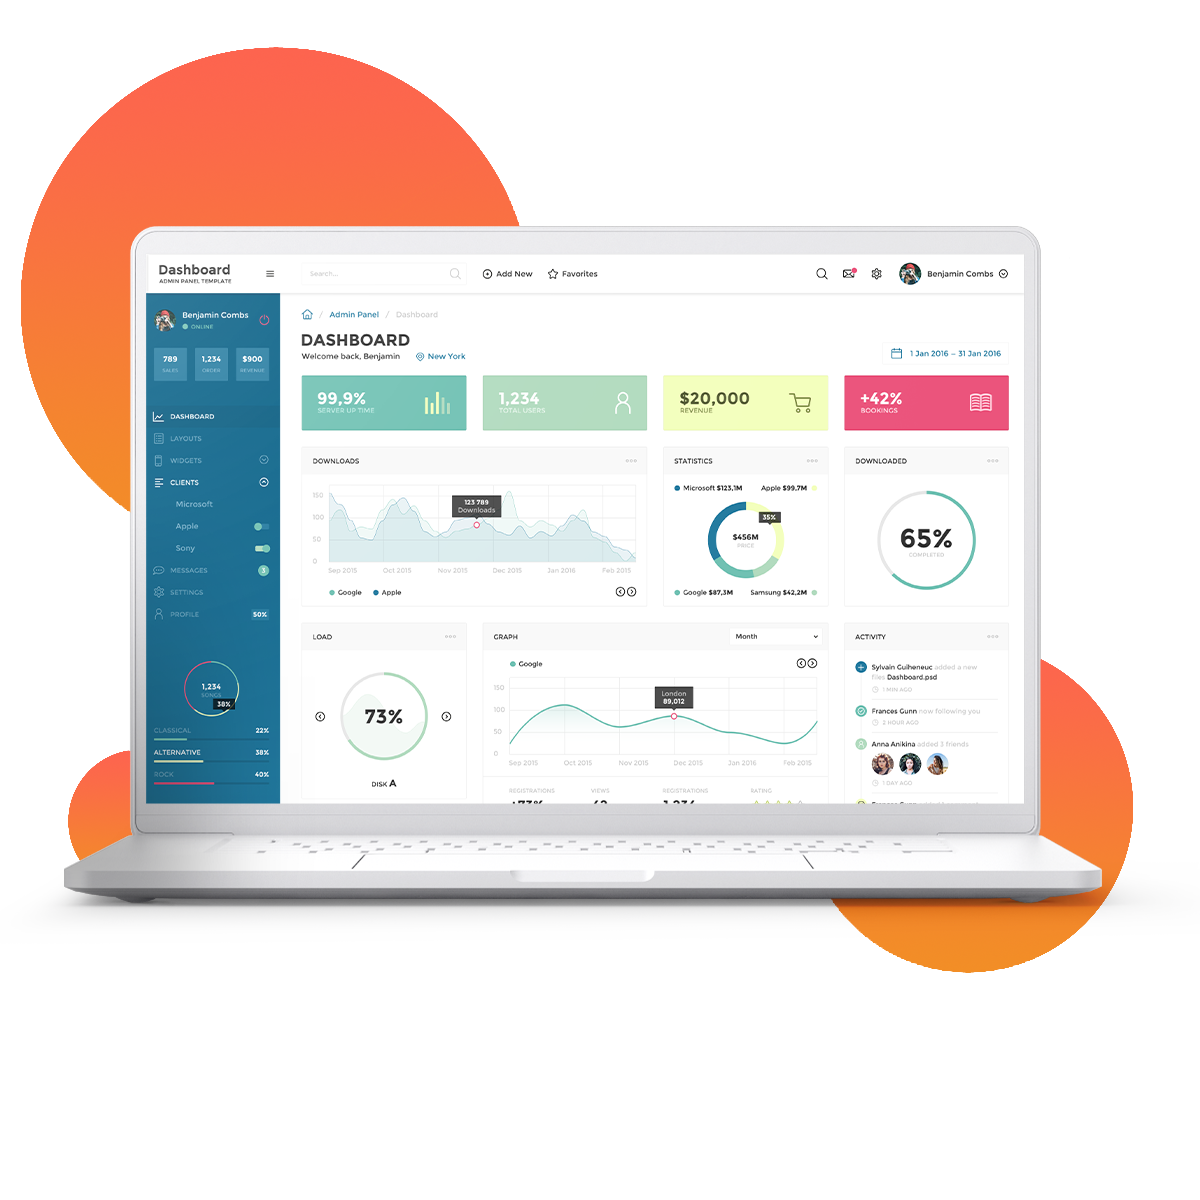 Dashboard
ADMIN PANEL TEMPLATE
Search...
Add New
Favorites
Benjamin Combs
Benjamin Combs
ONLINE
789
SALES
1,234
ORDER
$900
REVENUE
DASHBOARD
LAYOUTS
WIDGETS
CLIENTS
Microsoft
Apple
Sony
MESSAGES
3
SETTINGS
PROFILE
50%
1,234
SONGS
38%
CLASSICAL
22%
ALTERNATIVE
38%
ROCK
40%
/ Admin Panel / Dashboard
DASHBOARD
Welcome back, Benjamin
New York
1 Jan 2016 – 31 Jan 2016
99,9%
SERVER UP TIME
1,234
TOTAL USERS
$20,000
REVENUE
+42%
BOOKINGS
DOWNLOADS
150
100
50
0
123 789
Downloads
Sep 2015
Oct 2015
Nov 2015
Dec 2015
Jan 2016
Feb 2015
Google
Apple
STATISTICS
Microsoft $123,1M
Apple $99,7M
35%
$456M
PRICE
Google $87,3M
Samsung $42,2M
DOWNLOADED
65%
COMPLETED
LOAD
73%
DISK A
GRAPH
Month
Google
150
100
50
0
London
89,012
Sep 2015
Oct 2015
Nov 2015
Dec 2015
Jan 2016
Feb 2015
REGISTRATIONS
VIEWS
REGISTRATIONS
RATING
ACTIVITY
Sylvain Guiheneuc added a new
files Dashboard.psd
1 MIN AGO
Frances Gunn now following you
2 HOUR AGO
Anna Anikina added 3 friends
1 DAY AGO